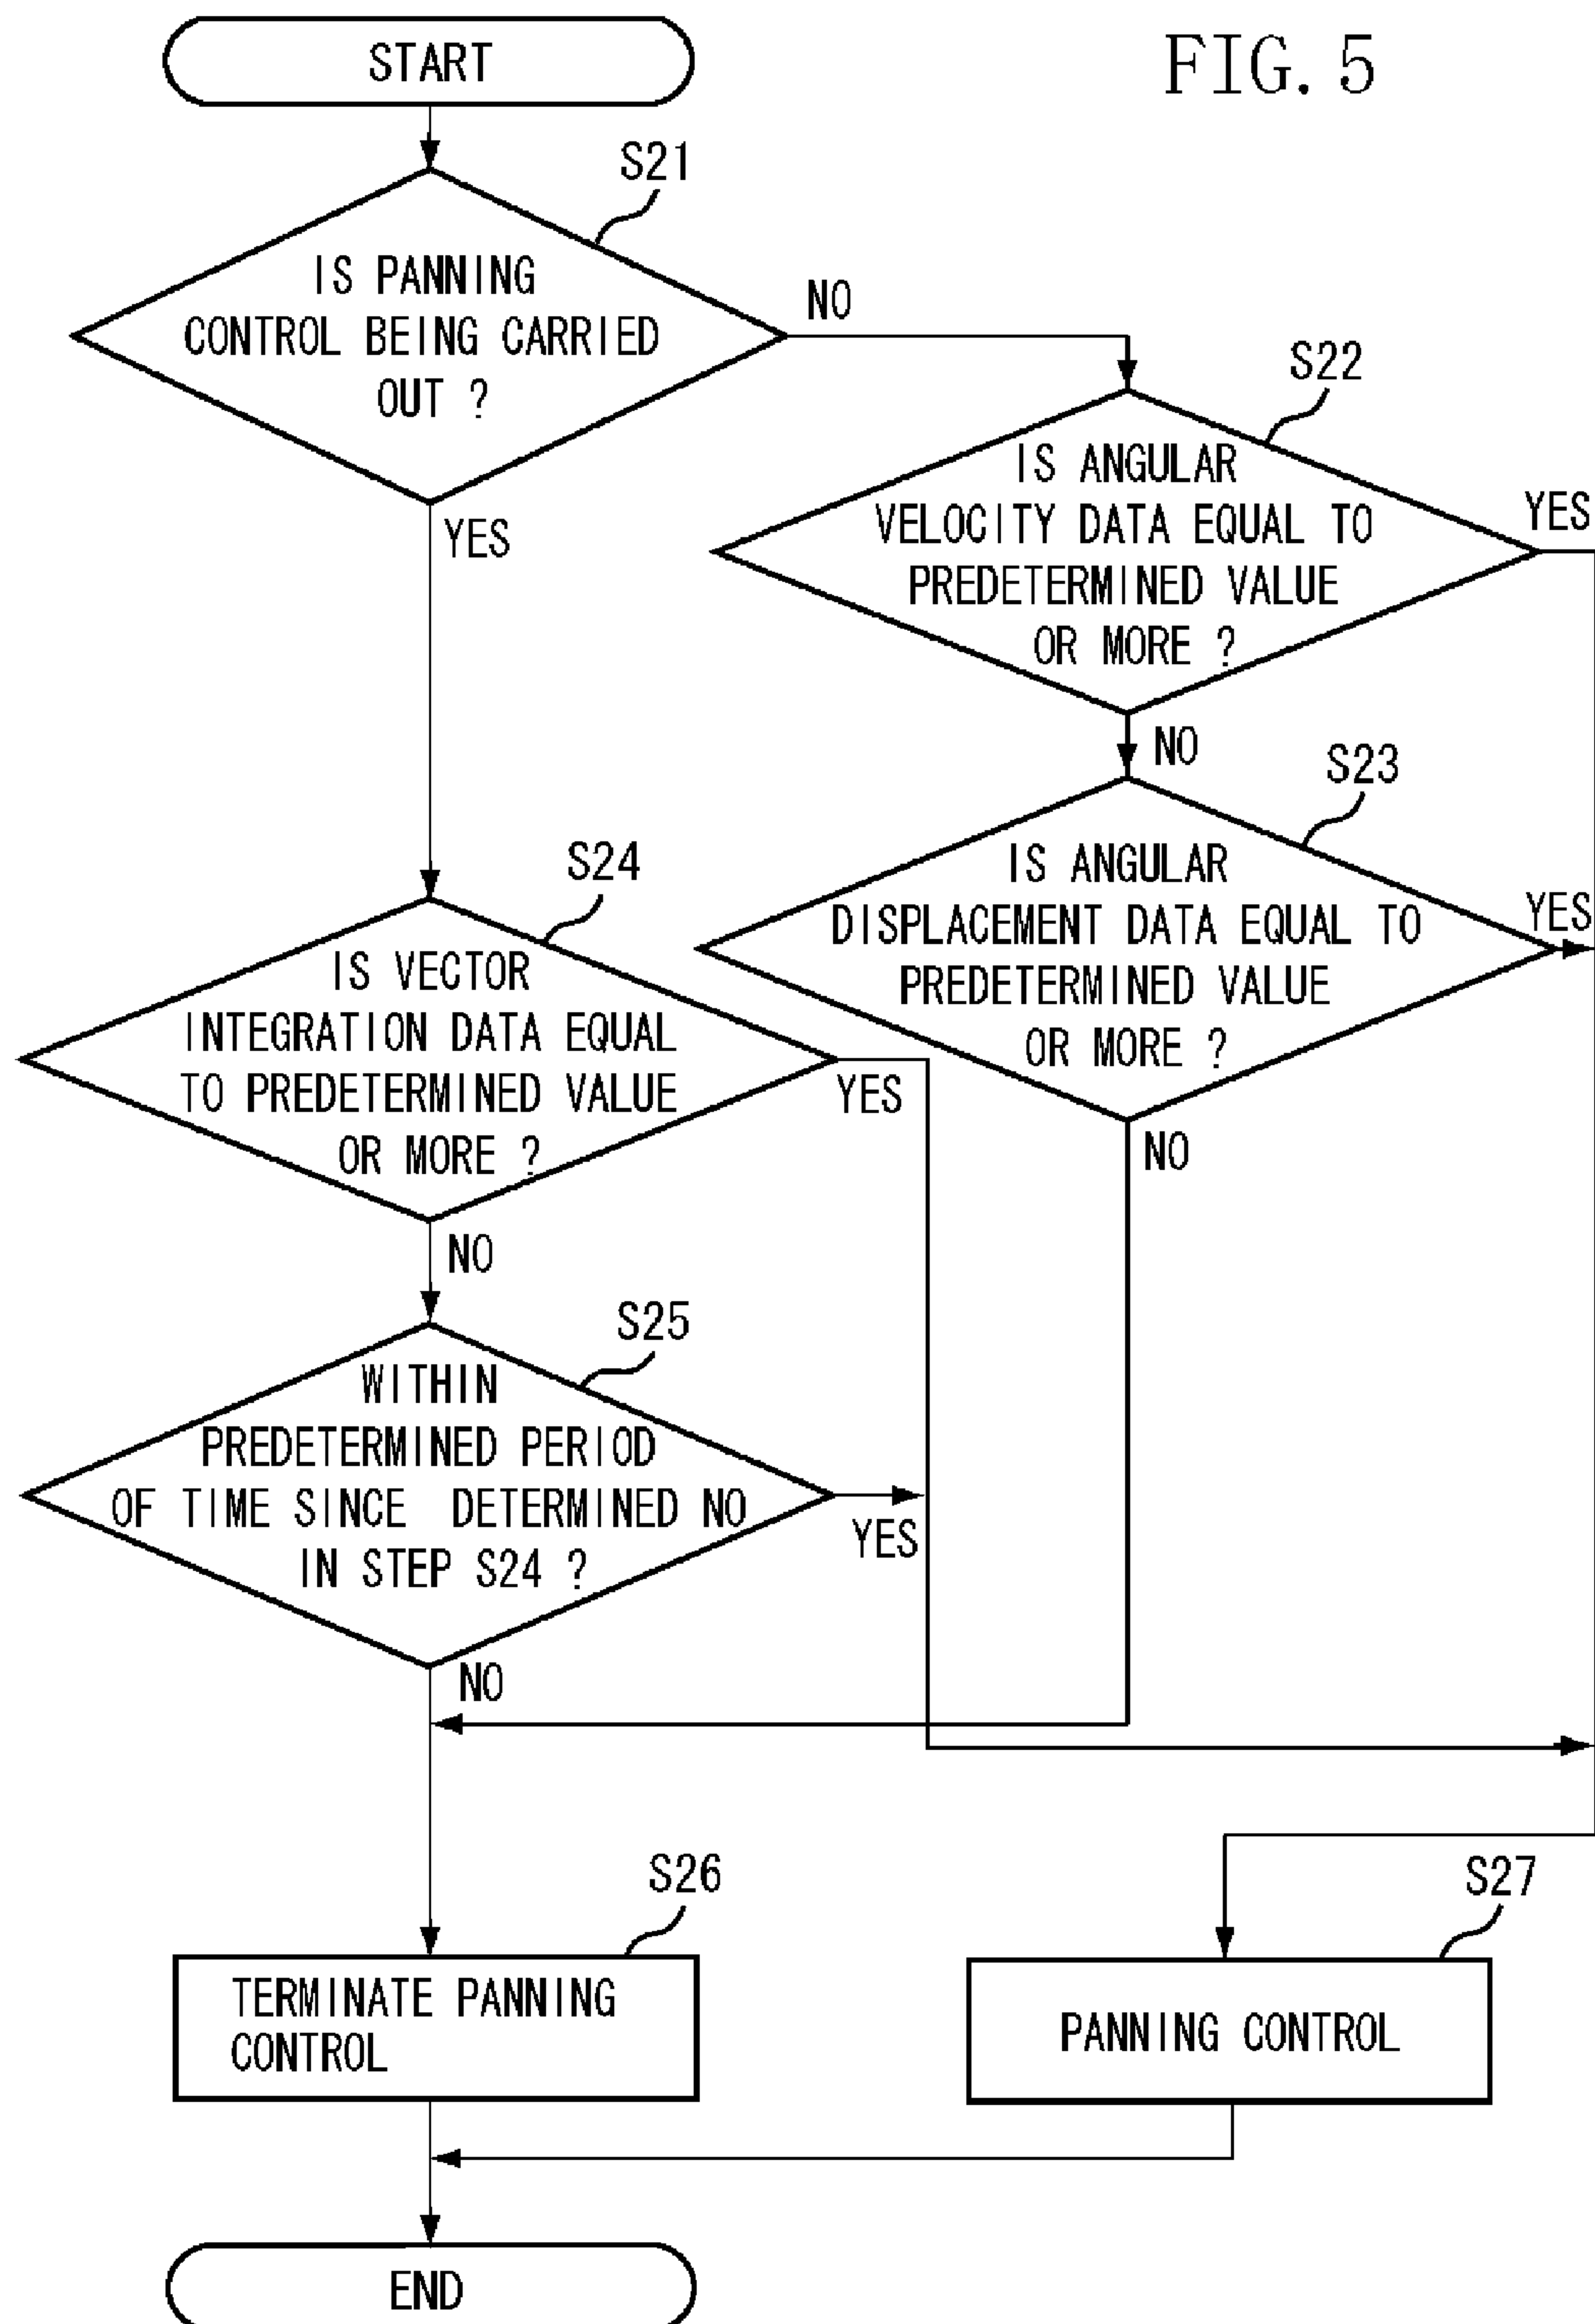 FIG. 5
START
S21
IS PANNING
CONTROL BEING CARRIED
OUT ?
NO
YES
S22
IS ANGULAR
VELOCITY DATA EQUAL TO
PREDETERMINED VALUE
OR MORE ?
YES
NO
S23
IS ANGULAR
DISPLACEMENT DATA EQUAL TO
PREDETERMINED VALUE
OR MORE ?
YES
NO
S24
IS VECTOR
INTEGRATION DATA EQUAL
TO PREDETERMINED VALUE
OR MORE ?
YES
NO
S25
WITHIN
PREDETERMINED PERIOD
OF TIME SINCE DETERMINED NO
IN STEP S24 ?
YES
NO
S26
TERMINATE PANNING
CONTROL
S27
PANNING CONTROL
END